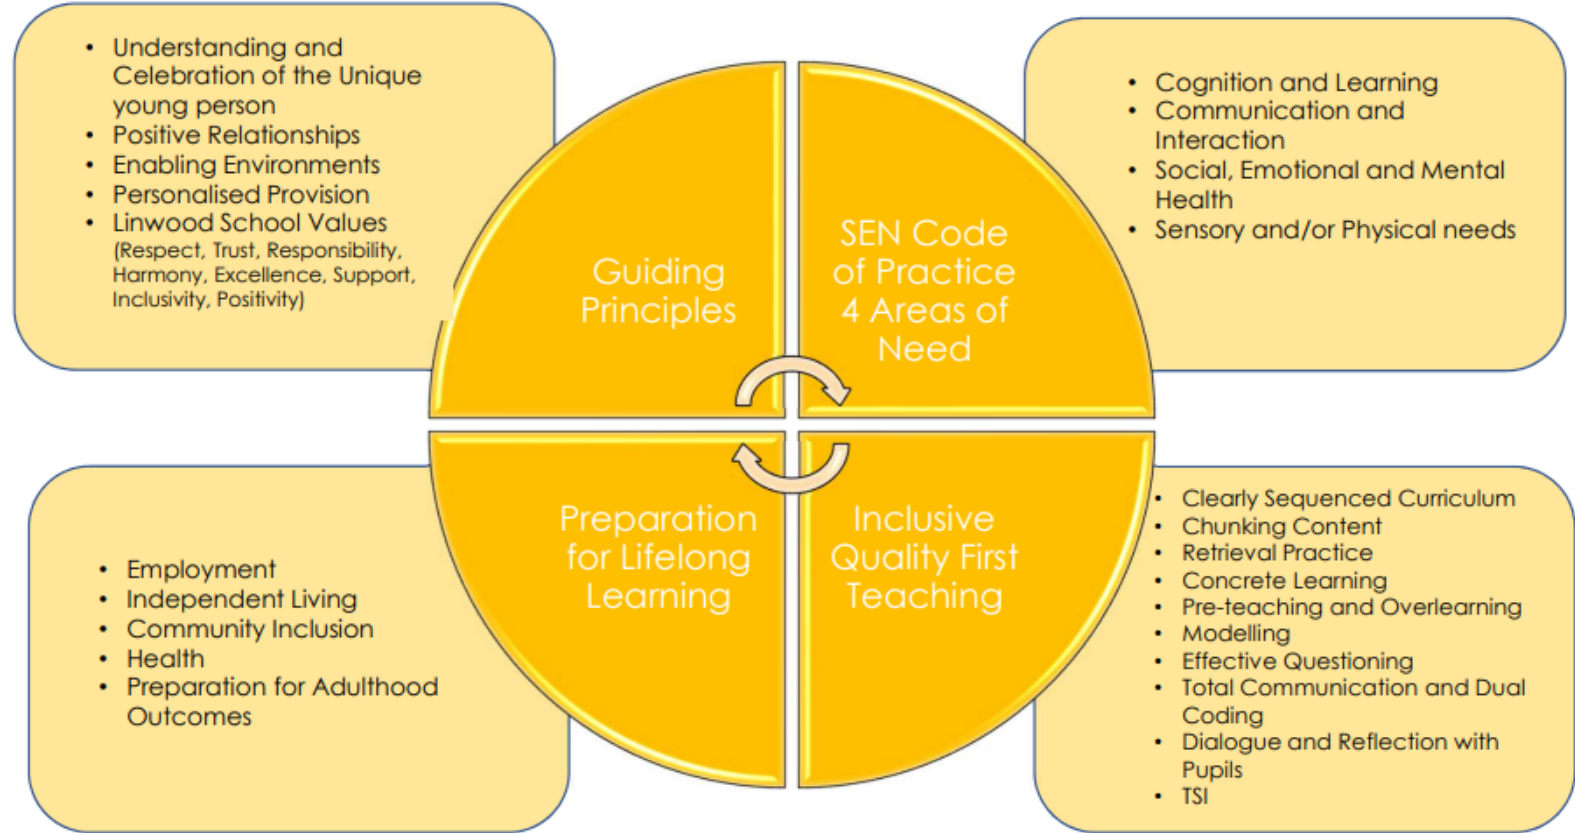 • Understanding and
Celebration of the Unique
young person
• Positive Relationships
• Enabling Environments
• Personalised Provision
• Linwood School Values
(Respect, Trust, Responsibility,
Harmony, Excellence, Support,
Inclusivity, Positivity)
Guiding
Principles
SEN Code
of Practice
4 Areas of
Need
• Cognition and Learning
• Communication and
Interaction
• Social, Emotional and Mental
Health
• Sensory and/or Physical needs
• Employment
• Independent Living
• Community Inclusion
• Health
• Preparation for Adulthood
Outcomes
Preparation
for Lifelong
Learning
Inclusive
Quality First
Teaching
• Clearly Sequenced Curriculum
• Chunking Content
• Retrieval Practice
• Concrete Learning
• Pre-teaching and Overlearning
• Modelling
• Effective Questioning
• Total Communication and Dual
Coding
• Dialogue and Reflection with
Pupils
• TSI